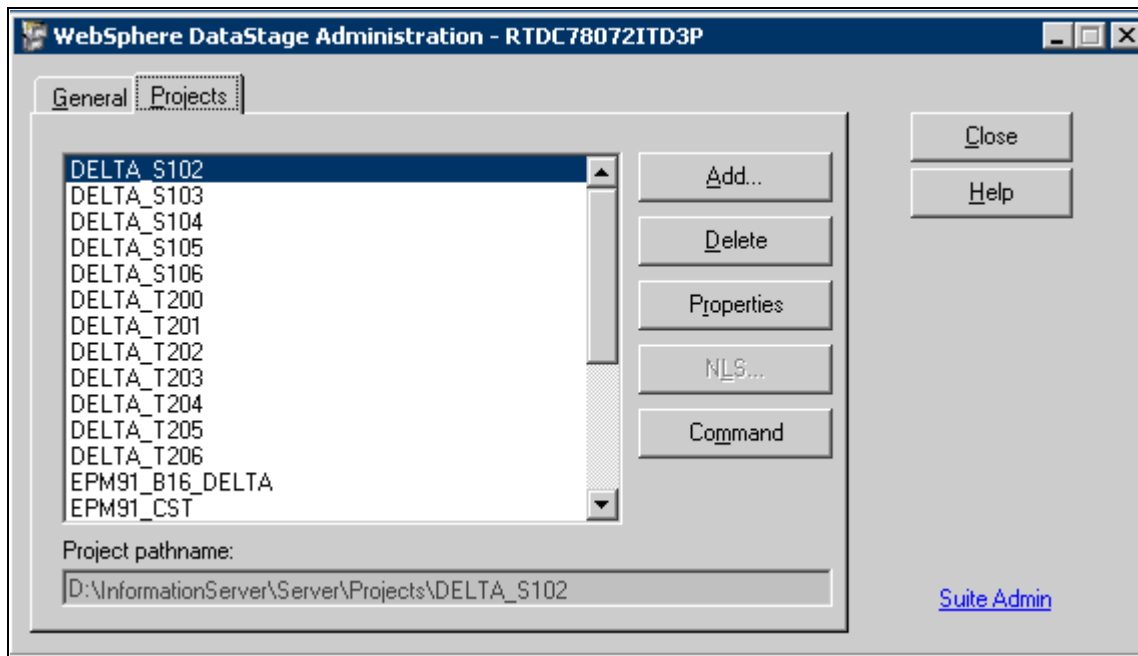 WebSphere DataStage Administration - RTDC78072ITD3P
General
Projects
DELTA_S102
DELTA_S103
DELTA_S104
DELTA_S105
DELTA_S106
DELTA_T200
DELTA_T201
DELTA_T202
DELTA_T203
DELTA_T204
DELTA_T205
DELTA_T206
EPM91_B16_DELTA
EPM91_CST
Add...
Delete
Properties
NLS...
Command
Close
Help
Project pathname:
D:\InformationServer\Server\Projects\DELTA_S102
Suite Admin